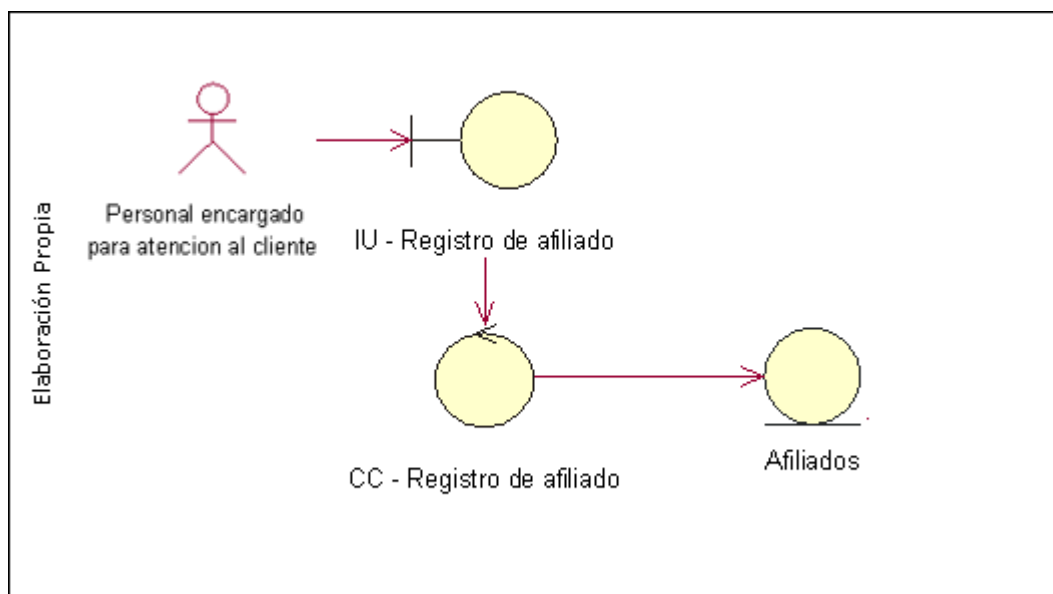 Elaboración Propia
Personal encargado
para atencion al cliente
IU - Registro de afiliado
CC - Registro de afiliado
Afiliados